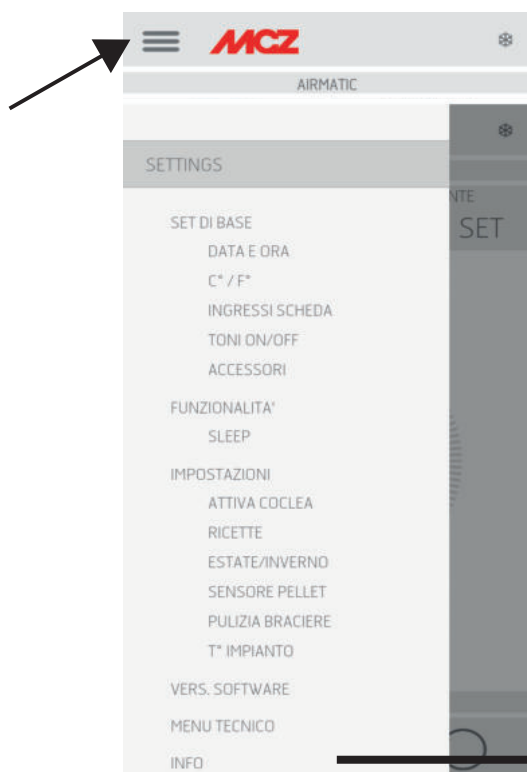 MCZ
AIRMATIC
SETTINGS
NTE
SET
SET DI BASE
DATA E ORA
C° / F°
INGRESSI SCHEDA
TONI ON/OFF
ACCESSORI
FUNZIONALITA'
SLEEP
IMPOSTAZIONI
ATTIVA COCLEA
RICETTE
ESTATE/INVERNO
SENSORE PELLET
PULIZIA BRACIERE
T° IMPIANTO
VERS. SOFTWARE
MENU TECNICO
INFO